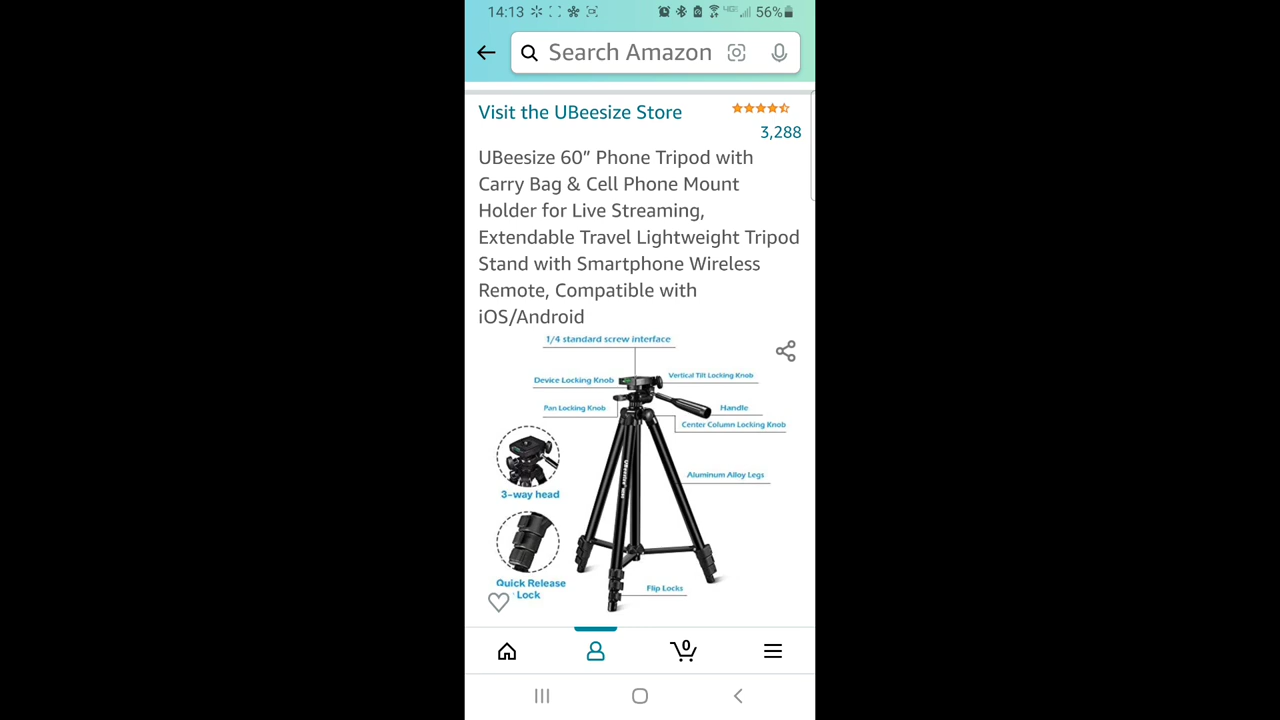 14:13 56%
Search Amazon
Visit the UBeesize Store
3,288
UBeesize 60” Phone Tripod with
Carry Bag & Cell Phone Mount
Holder for Live Streaming,
Extendable Travel Lightweight Tripod
Stand with Smartphone Wireless
Remote, Compatible with
iOS/Android
1/4 standard screw interface
Device Locking Knob
Vertical Tilt Locking Knob
Pan Locking Knob
Handle
Center Column Locking Knob
Aluminum Alloy Legs
3-way head
Quick Release
Lock
Flip Locks
UBeesize
0